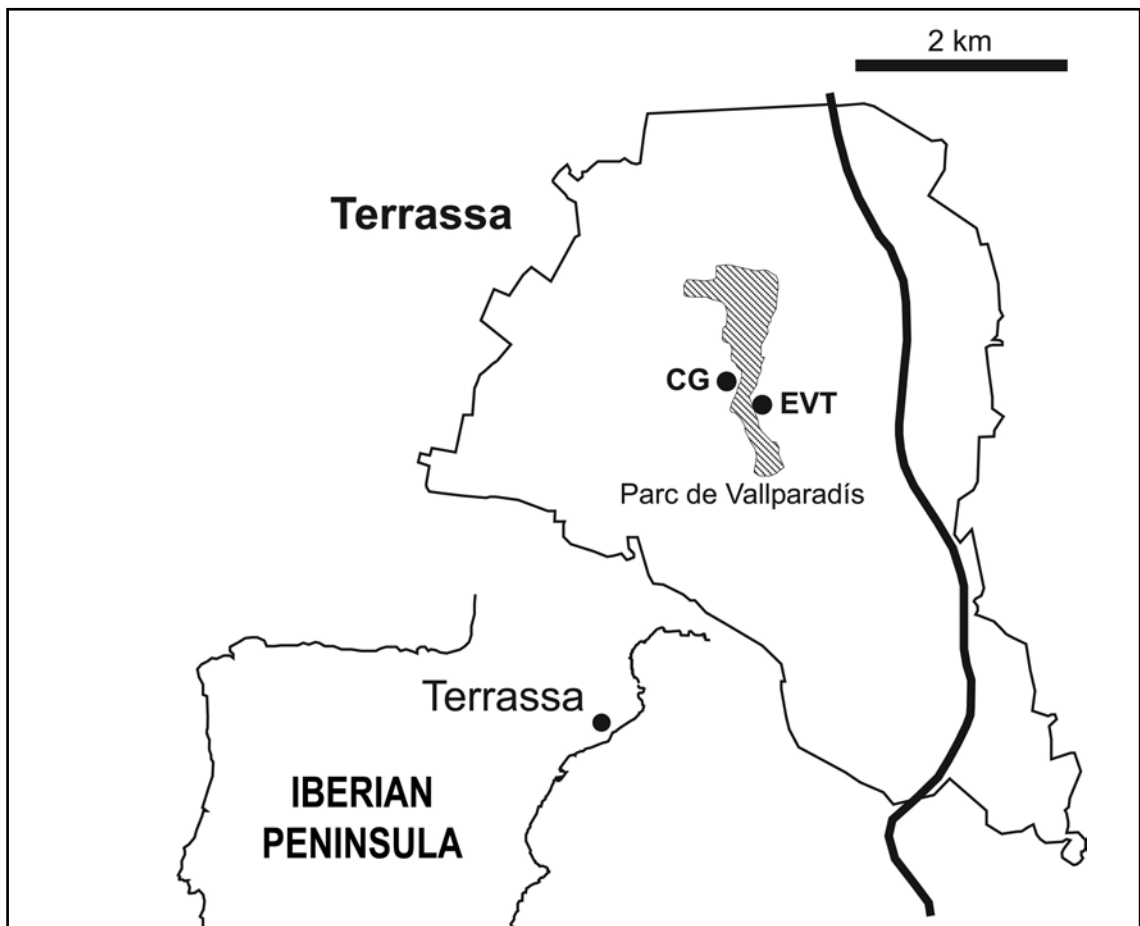 2 km
Terrassa
CG
EVT
Parc de Vallparadís
Terrassa
IBERIAN
PENINSULA